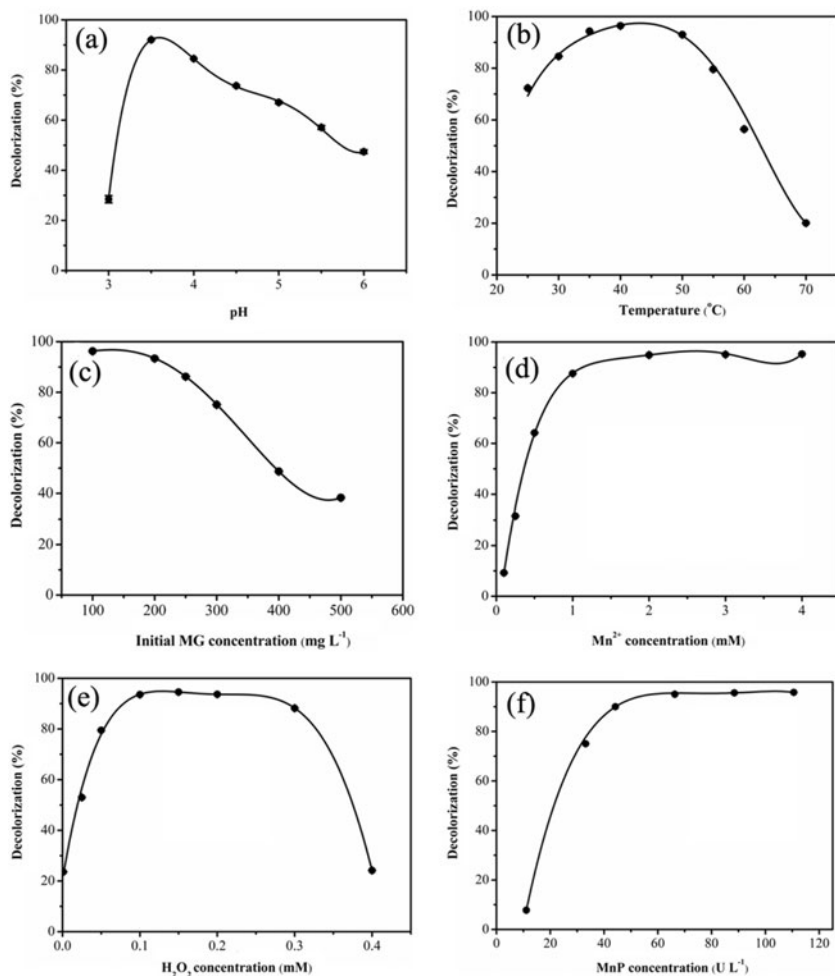 (a)
100
80
60
40
20
0
Decolorization (%)
3 4 5 6
pH
(b)
100
80
60
40
20
0
Decolorization (%)
20 30 40 50 60 70
Temperature (°C)
(c)
100
80
60
40
20
0
Decolorization (%)
100 200 300 400 500 600
Initial MG concentration (mg L⁻¹)
(d)
100
80
60
40
20
0
Decolorization (%)
0 1 2 3 4
Mn²⁺ concentration (mM)
(e)
100
80
60
40
20
0
Decolorization (%)
0.0 0.1 0.2 0.3 0.4
H₂O₂ concentration (mM)
(f)
100
80
60
40
20
0
Decolorization (%)
0 20 40 60 80 100 120
MnP concentration (U L⁻¹)